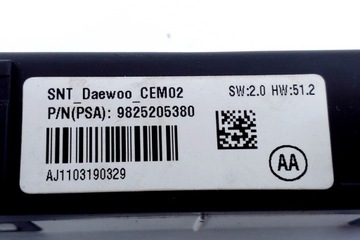 SNT_Daewoo_CEM02
SW:2.0 HW:51.2
P/N(PSA): 9825205380
AA
AJ1103190329